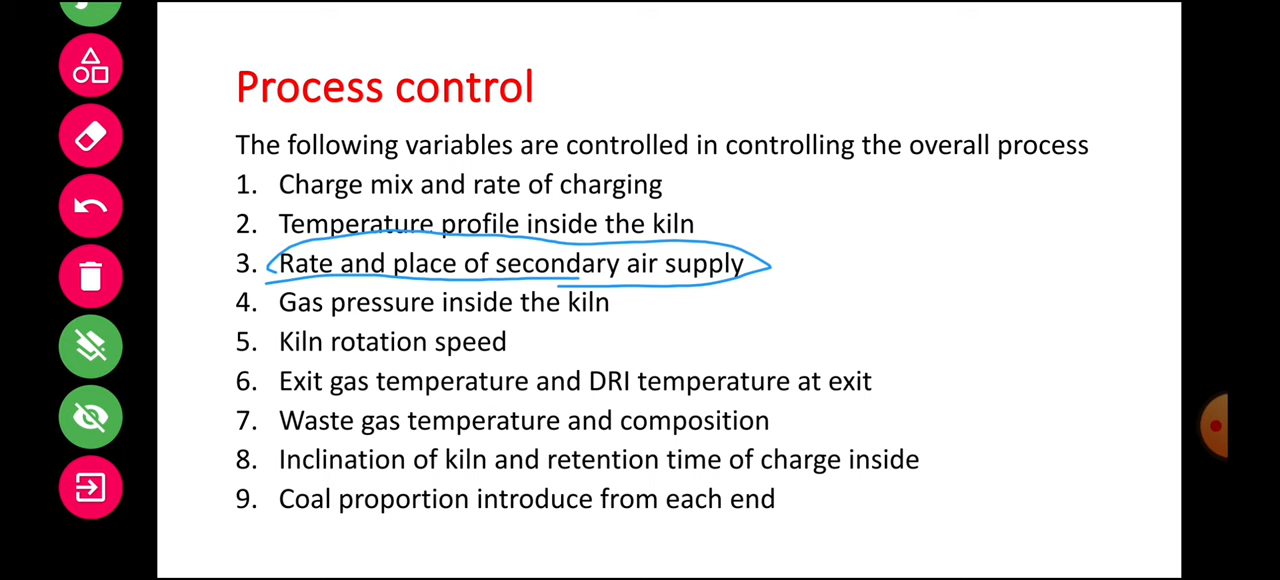 Process control
The following variables are controlled in controlling the overall process
1. Charge mix and rate of charging
2. Temperature profile inside the kiln
3. Rate and place of secondary air supply
4. Gas pressure inside the kiln
5. Kiln rotation speed
6. Exit gas temperature and DRI temperature at exit
7. Waste gas temperature and composition
8. Inclination of kiln and retention time of charge inside
9. Coal proportion introduce from each end